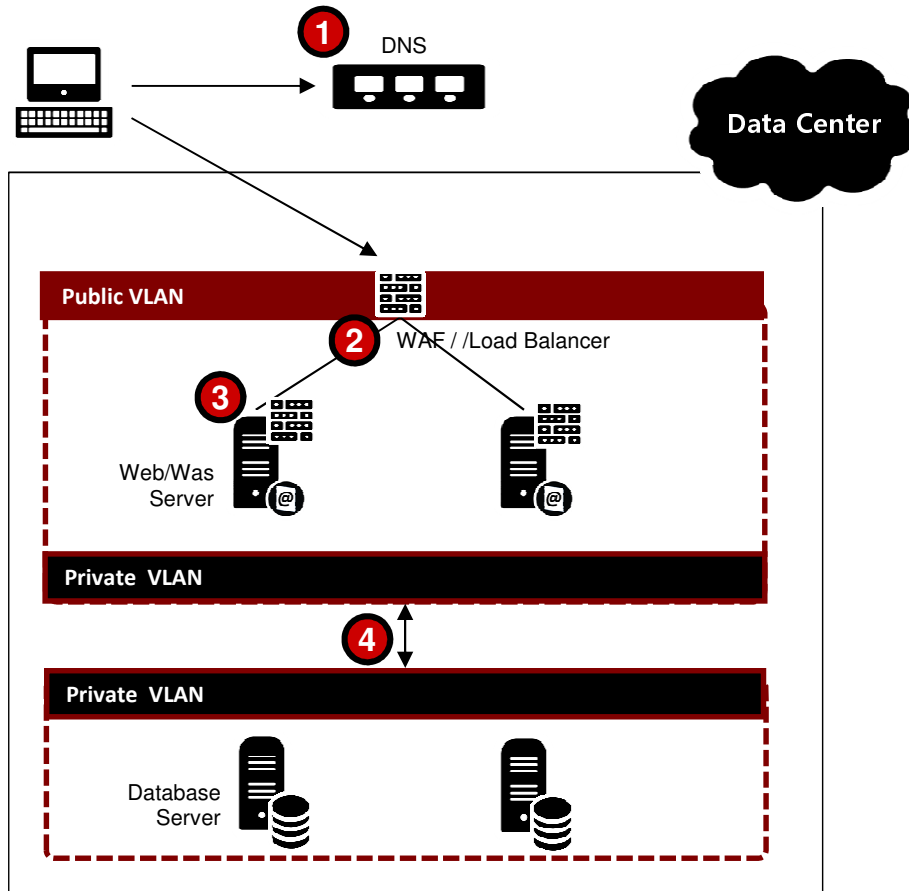 1
DNS
Data Center
Public VLAN
2
WAF / /Load Balancer
3
@
@
Web/Was
Server
Private VLAN
4
Private VLAN
Database
Server